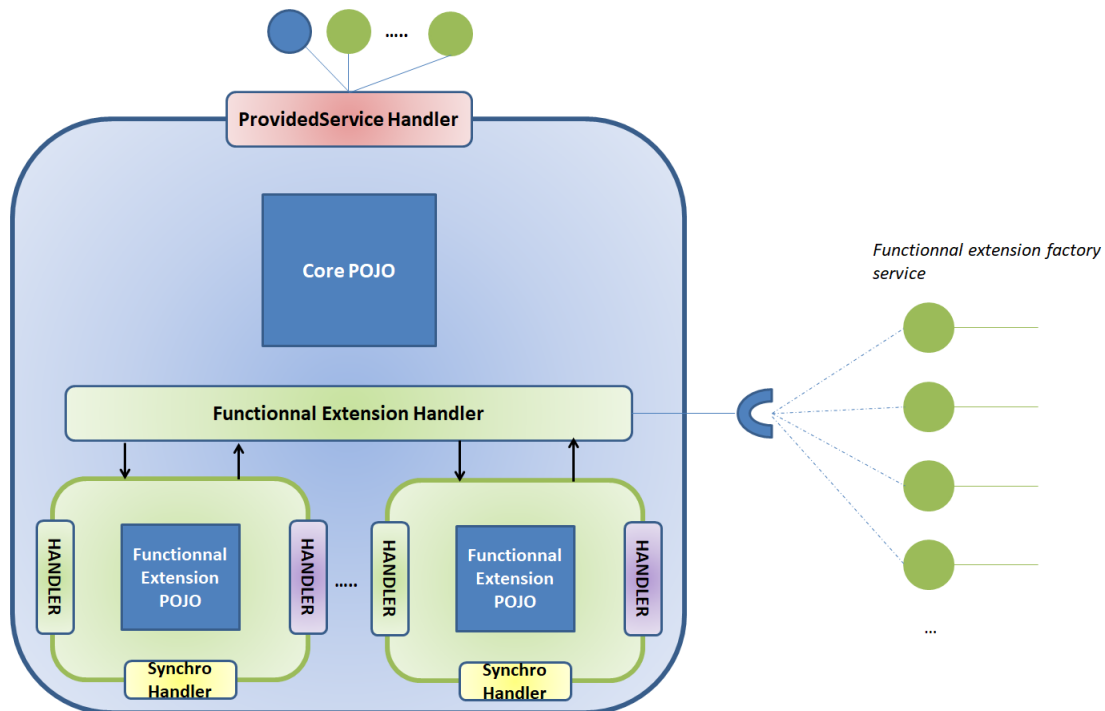 .....
ProvidedService Handler
Core POJO
Functionnal extension factory
service
Functionnal Extension Handler
HANDLER
Functionnal
Extension
POJO
HANDLER
.....
HANDLER
Functionnal
Extension
POJO
HANDLER
Synchro
Handler
Synchro
Handler
...